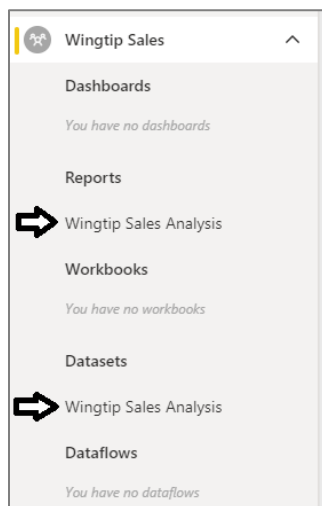 Wingtip Sales
Dashboards
You have no dashboards
Reports
Wingtip Sales Analysis
Workbooks
You have no workbooks
Datasets
Wingtip Sales Analysis
Dataflows
You have no dataflows